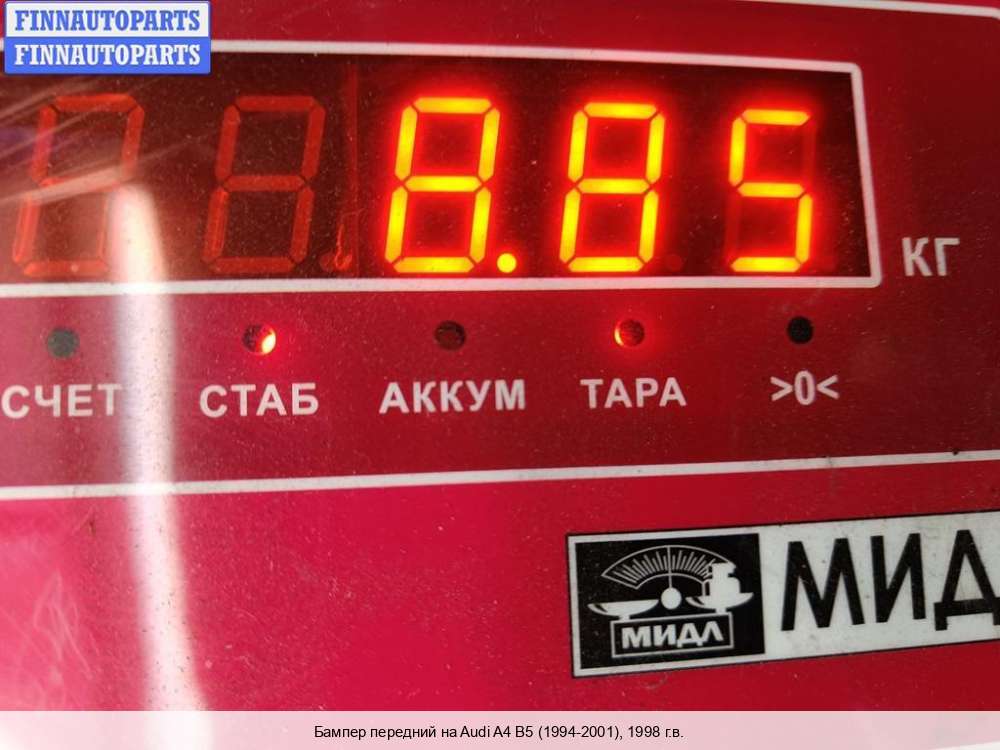 FINNAUTOPARTS
FINNAUTOPARTS
8.85
КГ
СЧЕТ СТАБ АККУМ ТАРА >0<
МИДЛ
МИД
Бампер передний на Audi A4 B5 (1994-2001), 1998 г.в.